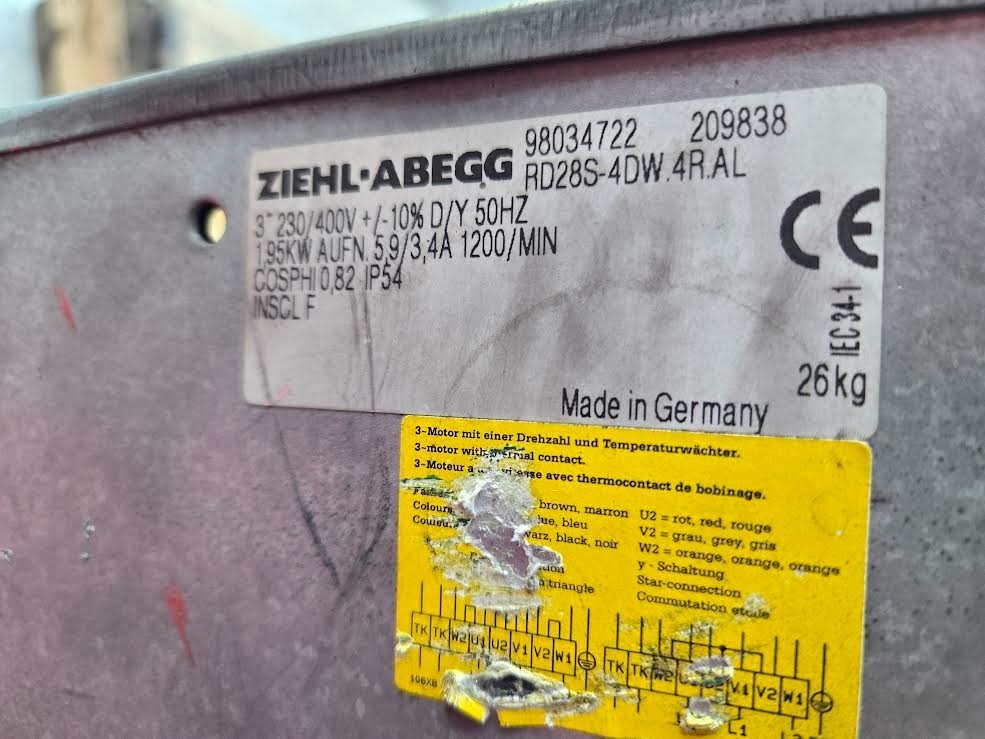 98034722 209838
ZIEHL·ABEGG RD28S-4DW.4R.AL
3~ 230/400V +/-10% D/Y 50HZ
1,95KW AUFN. 5,9/3,4A 1200/MIN
COSPHI 0,82 IP54
INSCL F
CE
IEC 34-1
26kg
Made in Germany
3~Motor mit einer Drehzahl und Temperaturwächter.
3~motor with thermal contact.
3~Moteur avec thermocontact de bobinage.
brown, marron U2 = rot, red, rouge
Colours bleu V2 = grau, grey, gris
black, noir W2 = orange, orange, orange
y - Schaltung
triangle Star-connection
Commutation etoile
TK TK W2 U1 U2 V1 V2 W1
TK TK W2 V1 V2 W1
106XB
L1